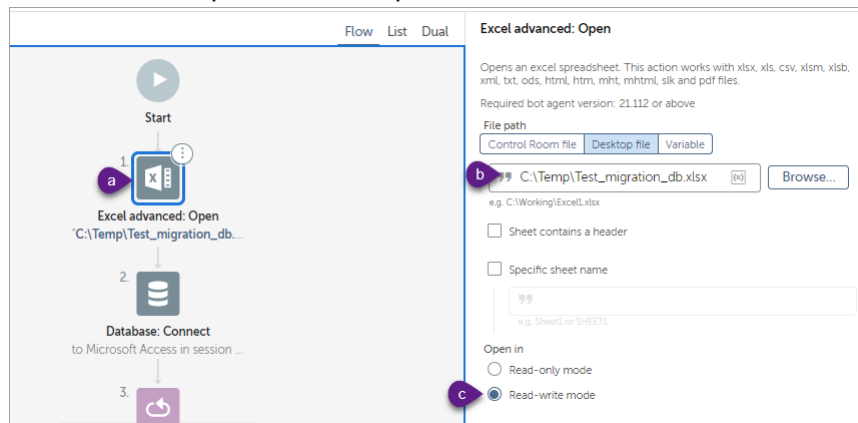 Flow List Dual
Start
1.
a
Excel advanced: Open
"C:\Temp\Test_migration_db....
2.
Database: Connect
to Microsoft Access in session ...
3.
Excel advanced: Open
Opens an excel spreadsheet. This action works with xlsx, xls, csv, xlsm, xlsb,
xml, txt, ods, html, htm, mht, mhtml, slk and pdf files.
Required bot agent version: 21.112 or above
File path
Control Room file Desktop file Variable
b
" C:\Temp\Test_migration_db.xlsx (x) Browse...
e.g. C:\Working\Excel1.xlsx
Sheet contains a header
Specific sheet name
"
e.g. Sheet1 or SHEET1
Open in
Read-only mode
c
Read-write mode